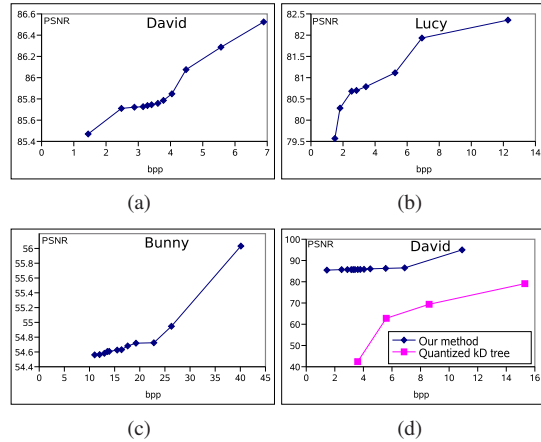 PSNR
David
86.6
86.4
86.2
86
85.8
85.6
85.4
0 1 2 3 4 5 6 7
bpp
(a)
PSNR
Lucy
82.5
82
81.5
81
80.5
80
79.5
0 2 4 6 8 10 12 14
bpp
(b)
PSNR
Bunny
56
55.8
55.6
55.4
55.2
55
54.8
54.6
54.4
0 5 10 15 20 25 30 35 40 45
bpp
(c)
PSNR
David
100
90
80
70
60
50
40
0 2 4 6 8 10 12 14 16
bpp
Our method
Quantized kD tree
(d)